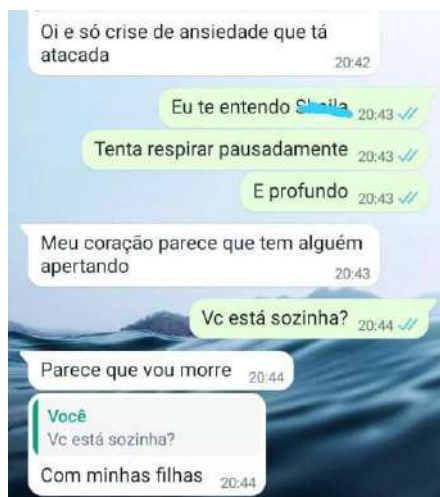 Oi e só crise de ansiedade que tá
atacada
20:42
Eu te entendo 20:43
Tenta respirar pausadamente 20:43
E profundo 20:43
Meu coração parece que tem alguém
apertando
20:43
Vc está sozinha? 20:44
Parece que vou morre 20:44
Você
Vc está sozinha?
Com minhas filhas 20:44